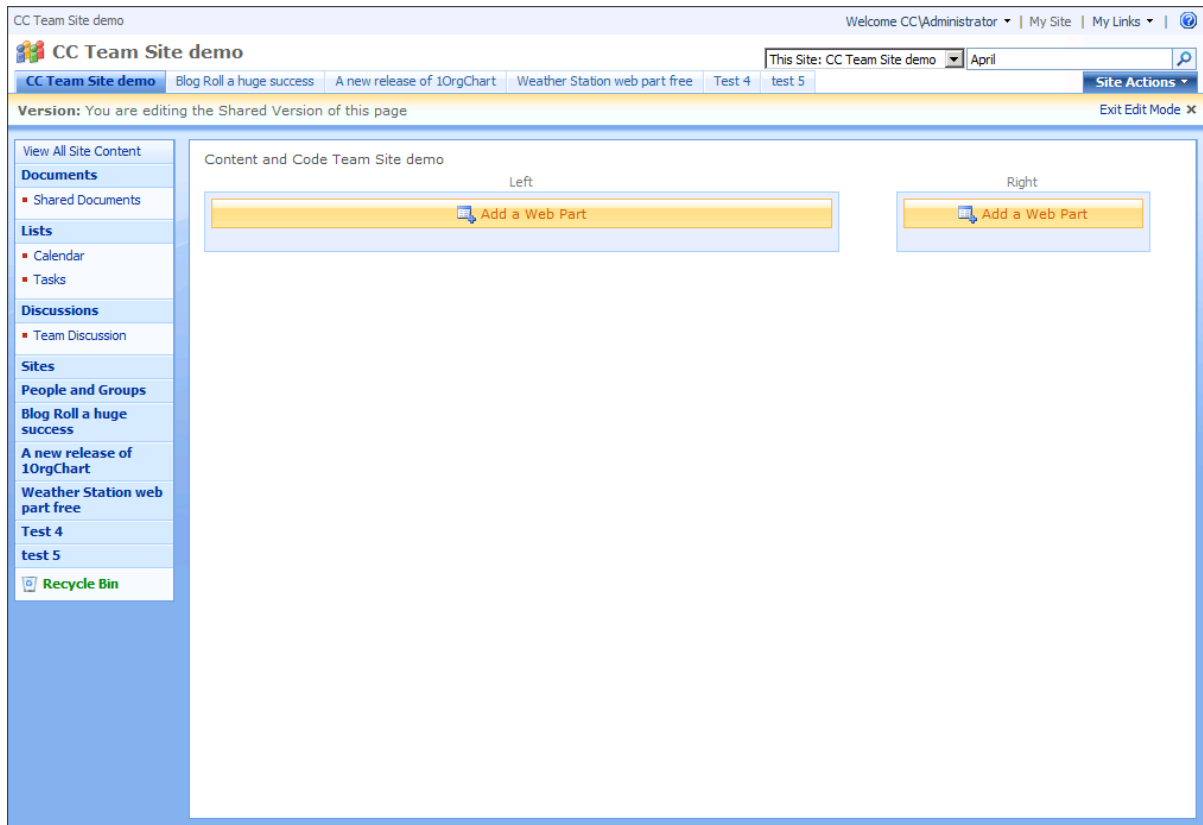 CC Team Site demo
Welcome CC\Administrator | My Site | My Links |
CC Team Site demo
This Site: CC Team Site demo April
CC Team Site demo Blog Roll a huge success A new release of 1OrgChart Weather Station web part free Test 4 test 5 Site Actions
Version: You are editing the Shared Version of this page Exit Edit Mode
View All Site Content
Documents
Shared Documents
Lists
Calendar
Tasks
Discussions
Team Discussion
Sites
People and Groups
Blog Roll a huge
success
A new release of
1OrgChart
Weather Station web
part free
Test 4
test 5
Recycle Bin
Content and Code Team Site demo
Left Right
Add a Web Part Add a Web Part